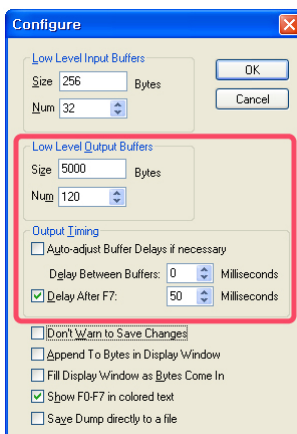 Configure
Low Level Input Buffers
Size 256 Bytes
Num 32
OK
Cancel
Low Level Output Buffers
Size 5000 Bytes
Num 120
Output Timing
Auto-adjust Buffer Delays if necessary
Delay Between Buffers: 0 Milliseconds
Delay After F7: 50 Milliseconds
Don't Warn to Save Changes
Append To Bytes in Display Window
Fill Display Window as Bytes Come In
Show F0-F7 in colored text
Save Dump directly to a file